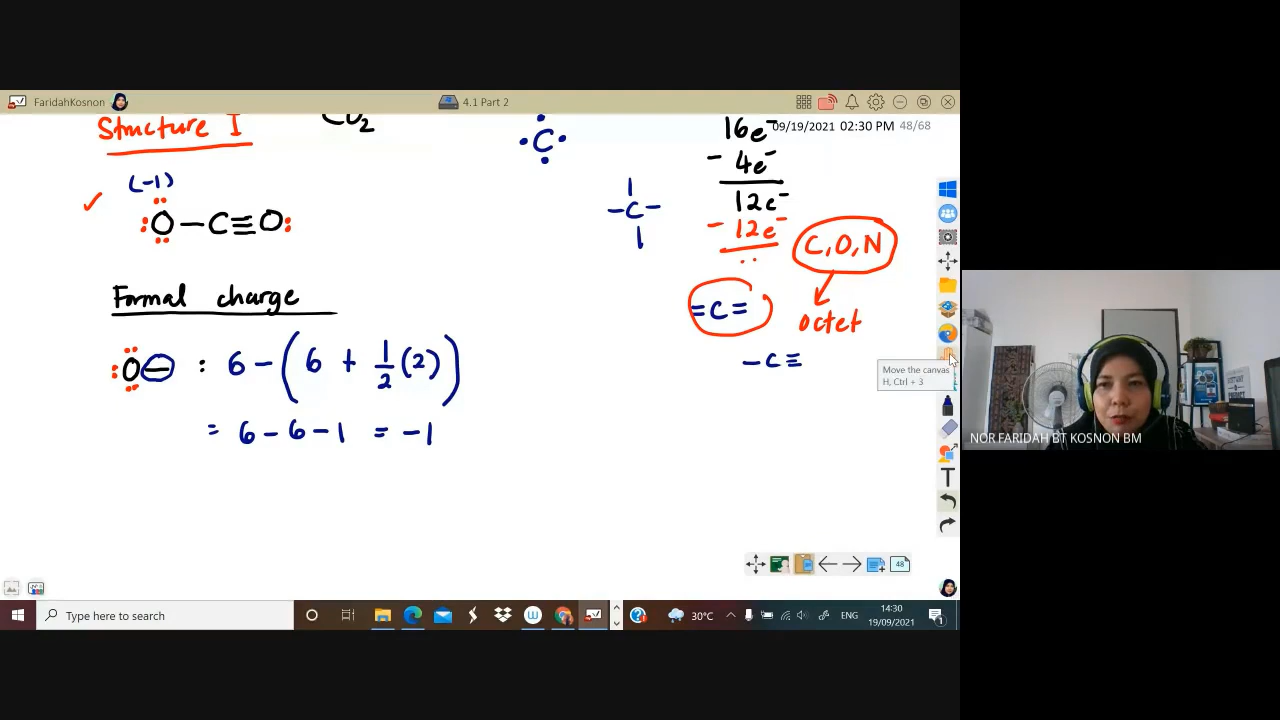 FaridahKosnon
4.1 Part 2
09/19/2021 02:30 PM 48/68
Structure I
CO₂
C
16e⁻
- 4e⁻
12e⁻
- 12e⁻
(-1)
O - C ≡ O
- C -
C, O, N
octet
= C =
- C ≡
Formal charge
O⊖ : 6 - ( 6 + 1/2 (2) )
= 6 - 6 - 1 = -1
Move the canvas
H, Ctrl + 3
NOR FARIDAH BT KOSNON BM
T
48
Type here to search
30°C
ENG
14:30
19/09/2021
1